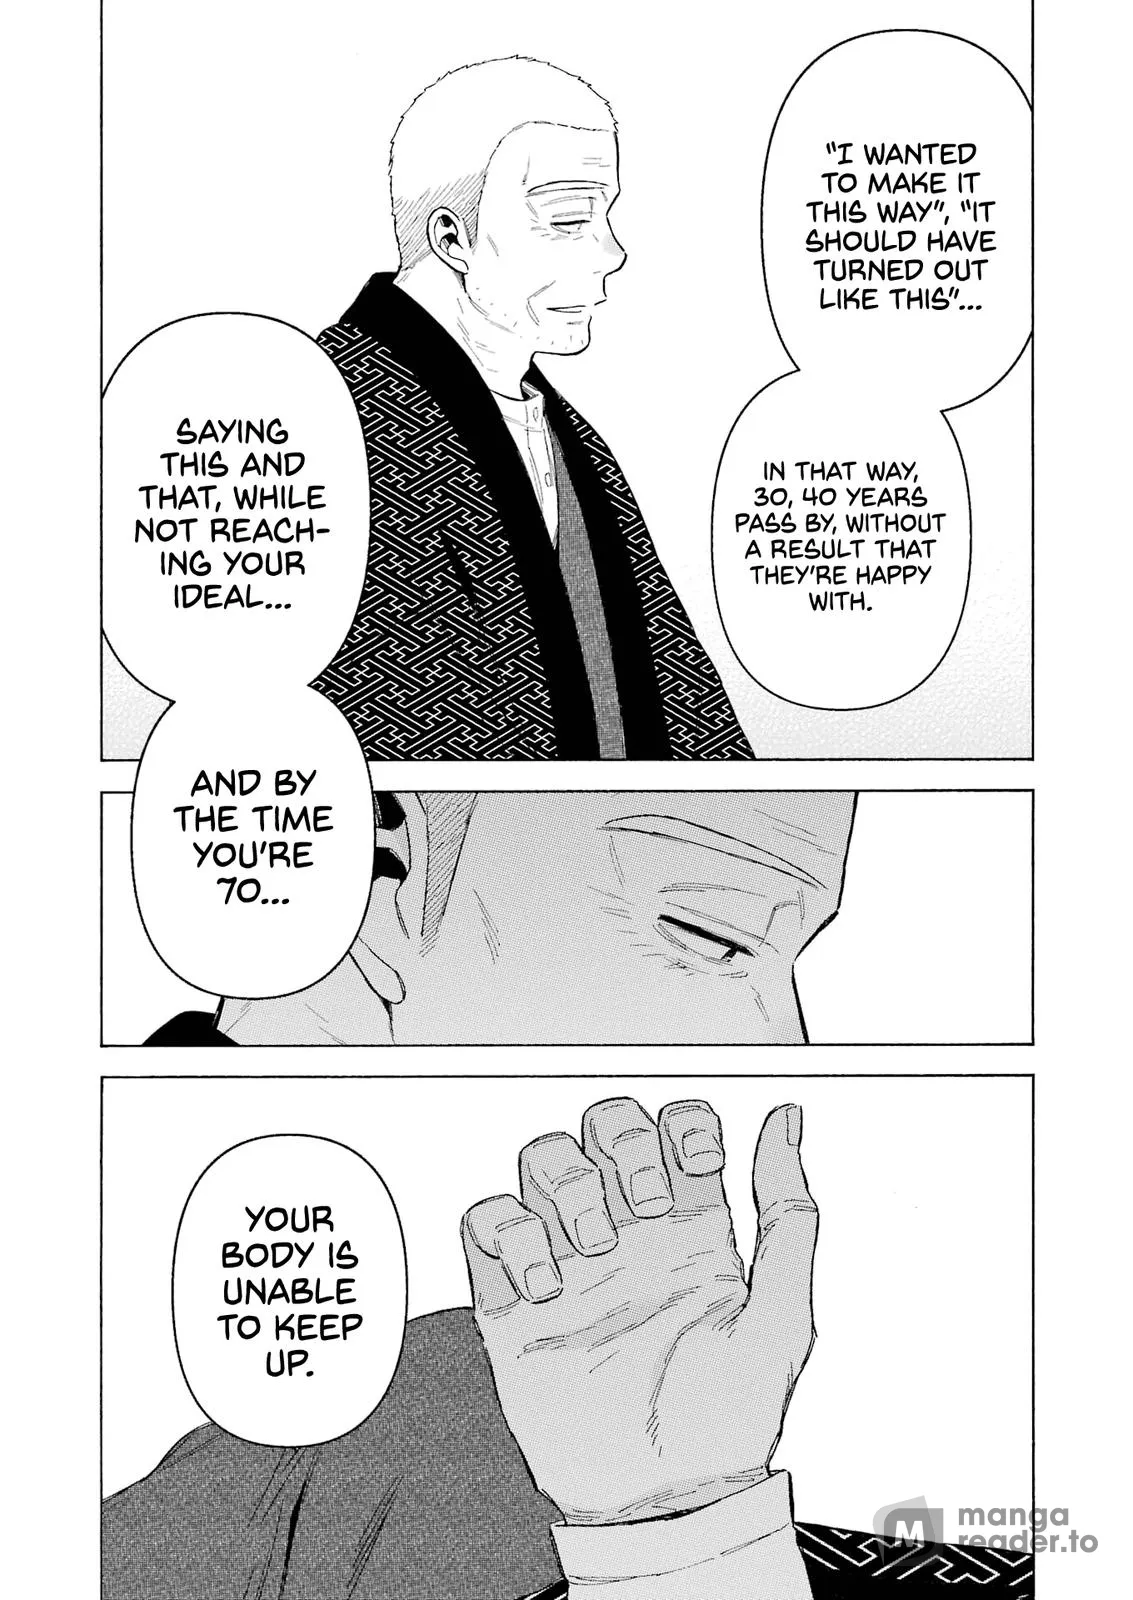 "I WANTED
TO MAKE IT
THIS WAY", "IT
SHOULD HAVE
TURNED OUT
LIKE THIS"...
IN THAT WAY,
30, 40 YEARS
PASS BY, WITHOUT
A RESULT THAT
THEY'RE HAPPY
WITH.
SAYING
THIS AND
THAT, WHILE
NOT REACH-
ING YOUR
IDEAL...
AND BY
THE TIME
YOU'RE
70...
YOUR
BODY IS
UNABLE
TO KEEP
UP.
M
manga
reader.to